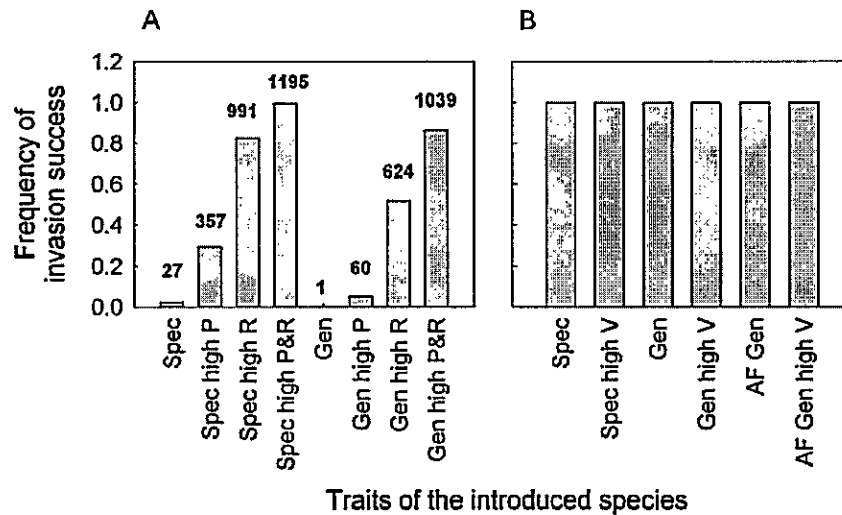 A
B
Frequency of
invasion success
1.2
1.0
0.8
0.6
0.4
0.2
0.0
27
357
991
1195
1
60
624
1039
Spec
Spec high P
Spec high R
Spec high P&R
Gen
Gen high P
Gen high R
Gen high P&R
Spec
Spec high V
Gen
Gen high V
AF Gen
AF Gen high V
Traits of the introduced species